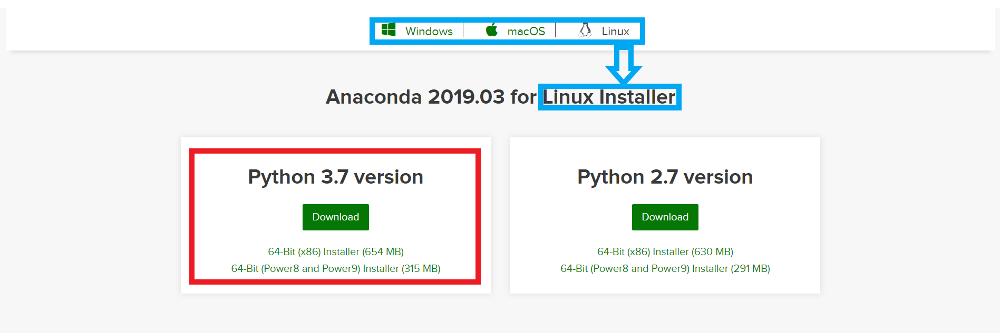 Windows macOS Linux
Anaconda 2019.03 for Linux Installer
Python 3.7 version
Download
64-Bit (x86) Installer (654 MB)
64-Bit (Power8 and Power9) Installer (315 MB)
Python 2.7 version
Download
64-Bit (x86) Installer (630 MB)
64-Bit (Power8 and Power9) Installer (291 MB)